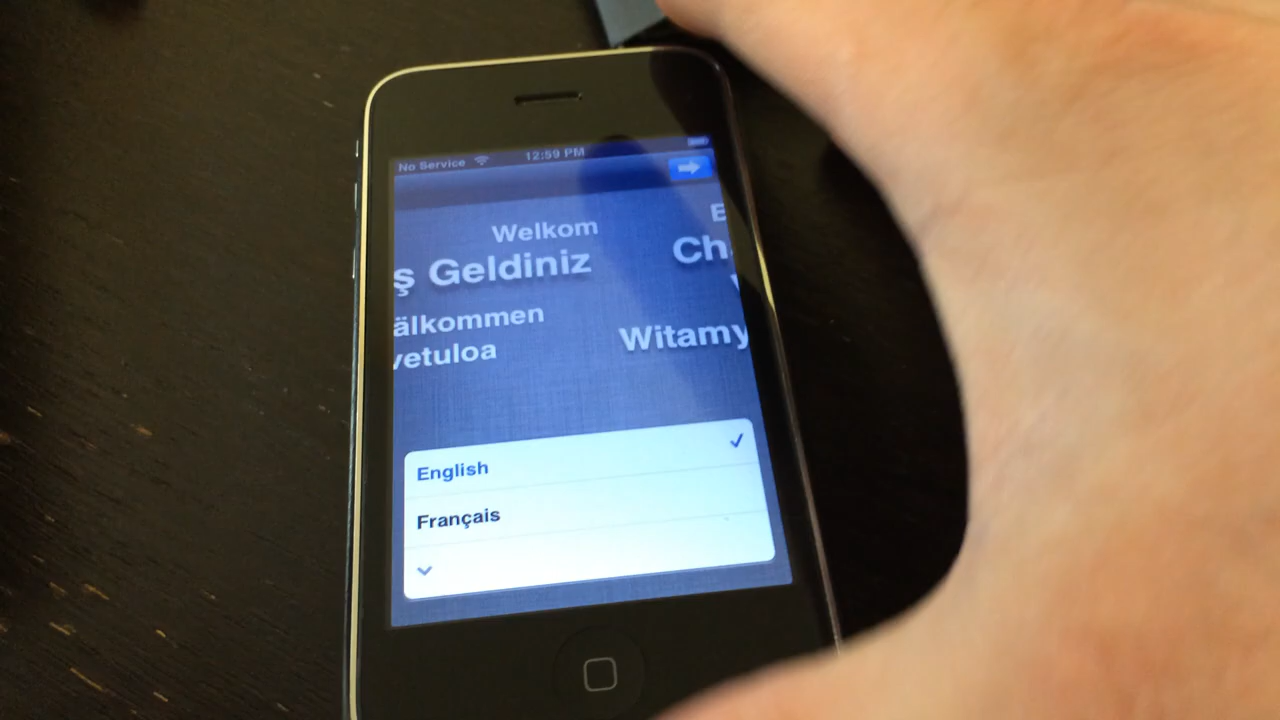 No Service 12:59 PM
Welkom
ş Geldiniz
älkommen
vetuloa
E
Ch
Witamy
English
Français